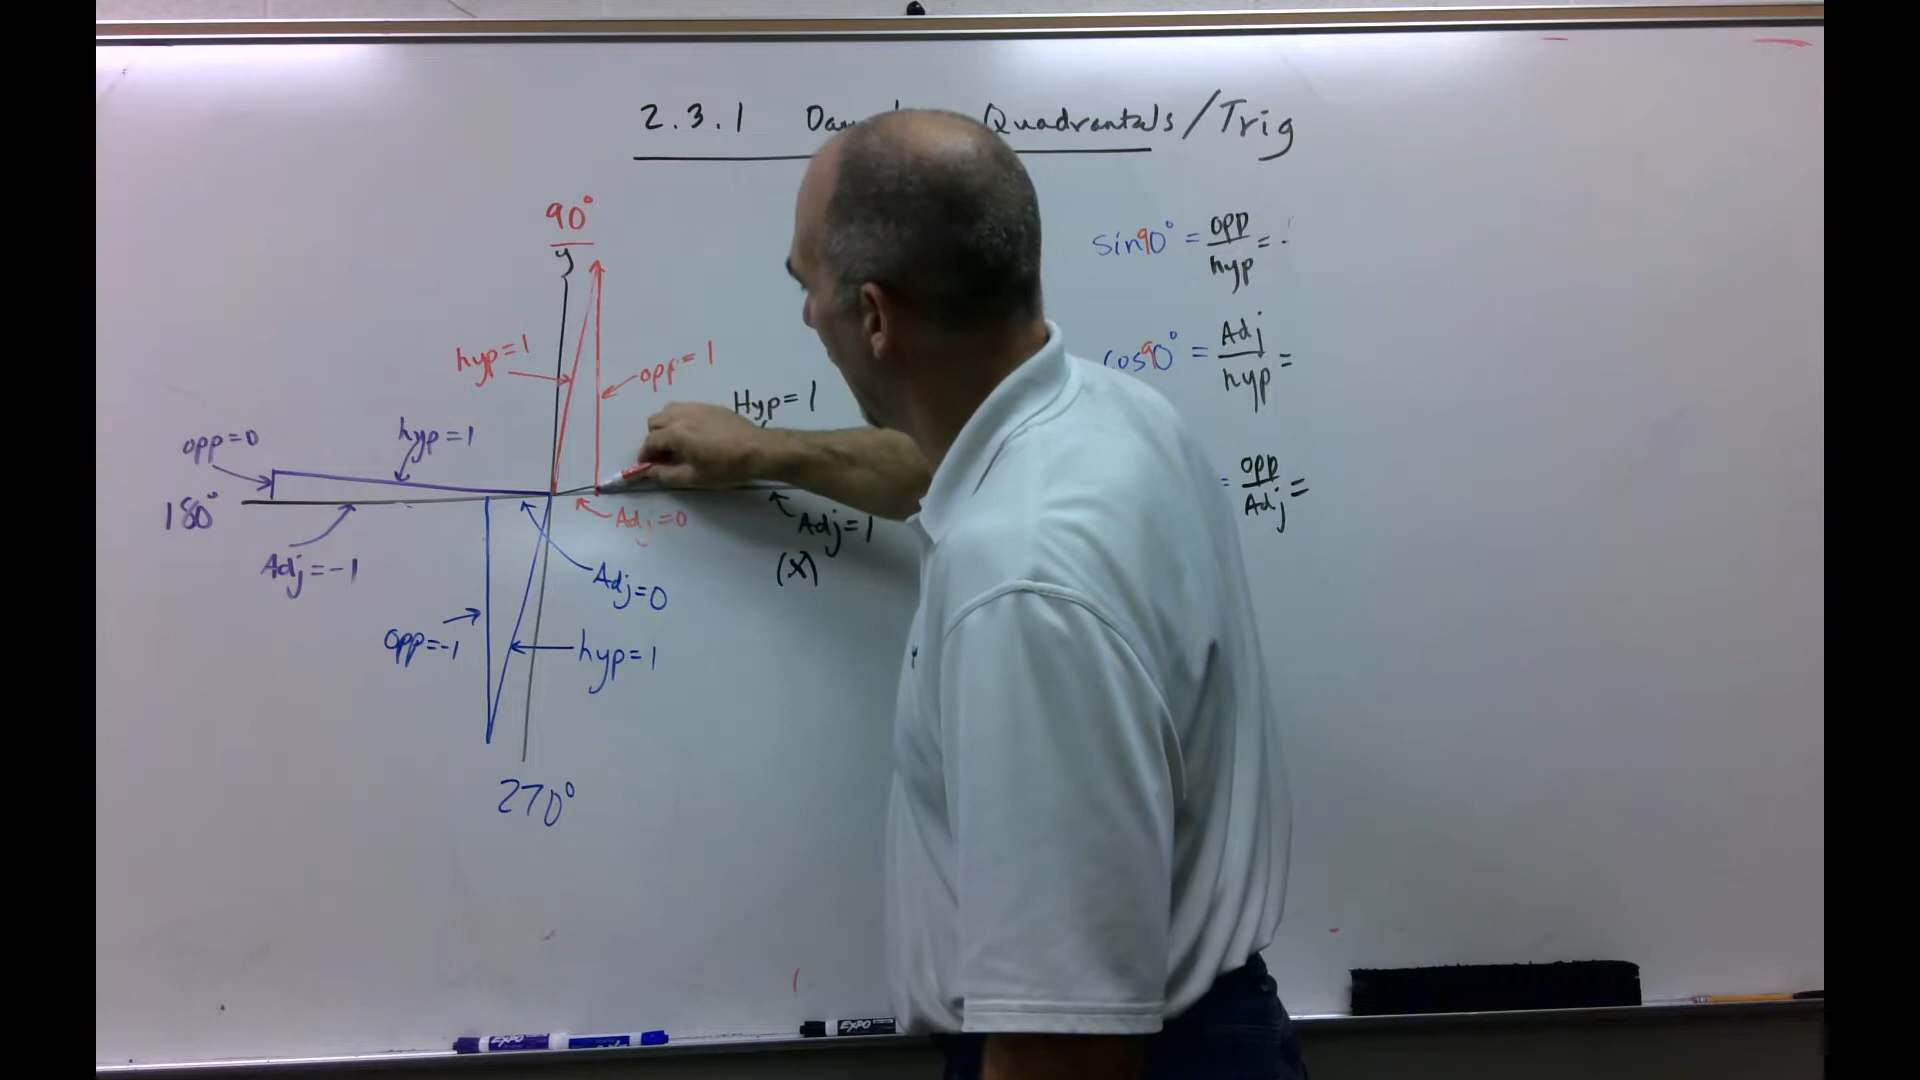 2.3.1 Quadrantals/Trig
90°
y
hyp=1
opp=1
Hyp=1
opp=0
hyp=1
180°
Adj=0
Adj=1
(x)
Adj=-1
Adj=0
opp=-1
hyp=1
270°
sin90° = opp/hyp =
cos90° = Adj/hyp =
= opp/Adj =
EXPO
EXPO